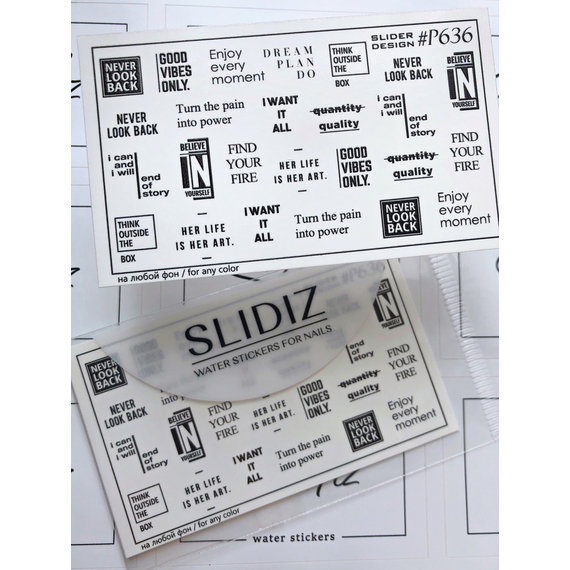 SLIDER
DESIGN #P636
NEVER
LOOK
BACK
GOOD
VIBES
ONLY.
Enjoy
every
moment
DREAM
PLAN
DO
THINK
OUTSIDE
THE
BOX
NEVER
LOOK BACK
BELIEVE
IN
YOURSELF
NEVER
LOOK BACK
Turn the pain
into power
I WANT
IT
ALL
quantity
quality
i can
and
i will
end
of
story
i can
and
i will
end
of
story
BELIEVE
IN
YOURSELF
FIND
YOUR
FIRE
HER LIFE
IS HER ART.
GOOD
VIBES
ONLY.
quantity
quality
FIND
YOUR
FIRE
THINK
OUTSIDE
THE
BOX
HER LIFE
IS HER ART.
I WANT
IT
ALL
Turn the pain
into power
NEVER
LOOK
BACK
Enjoy
every
moment
на любой фон / for any color
#P636
SLIDIZ
WATER STICKERS FOR NAILS
NEVER
LOOK
BACK
end
of
story
FIND
YOUR
FIRE
NEVER
LOOK BACK
BELIEVE
IN
YOURSELF
FIND
YOUR
FIRE
HER LIFE
IS HER ART.
GOOD
VIBES
ONLY.
quantity
quality
i can
and
i will
end
of
story
I WANT
IT
ALL
Turn the pain
into power
NEVER
LOOK
BACK
Enjoy
every
moment
THINK
OUTSIDE
THE
BOX
HER LIFE
IS HER ART.
на любой фон / for any color
water stickers